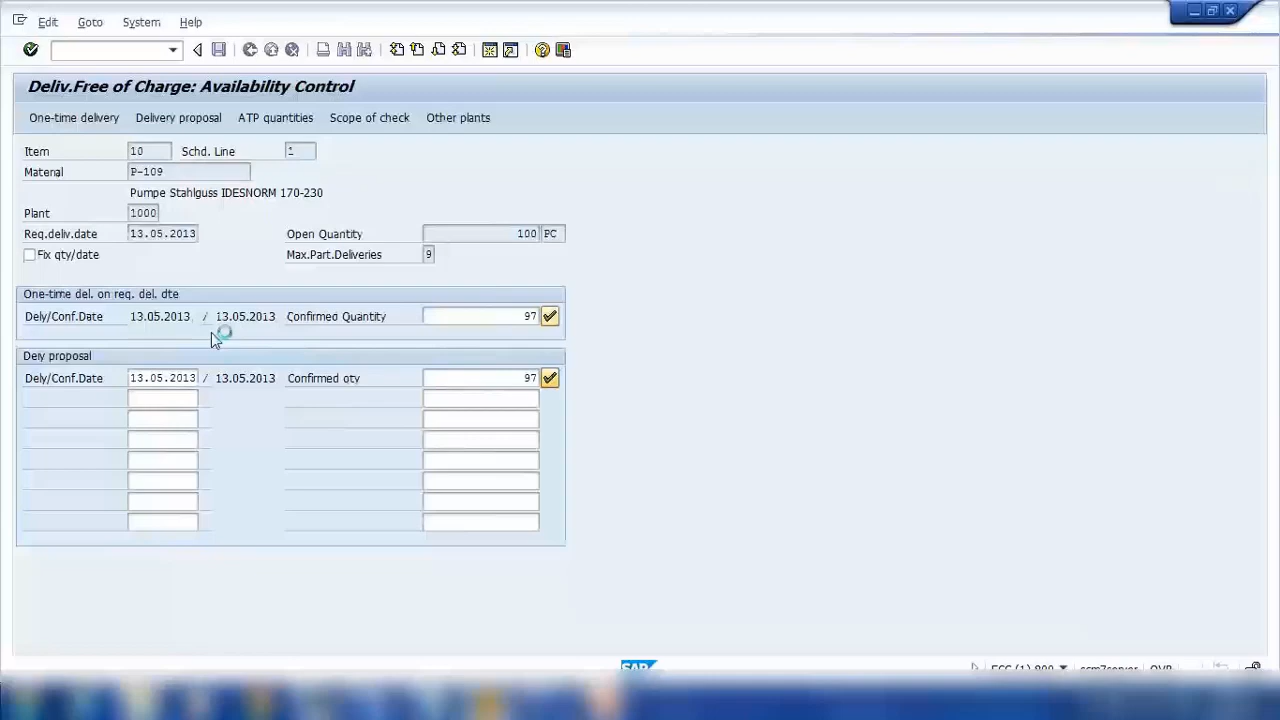 Edit Goto System Help
Deliv.Free of Charge: Availability Control
One-time delivery Delivery proposal ATP quantities Scope of check Other plants
Item 10 Schd. Line 1
Material P-109
Pumpe Stahlguss IDESNORM 170-230
Plant 1000
Req.deliv.date 13.05.2013 Open Quantity 100 PC
Fix qty/date Max.Part.Deliveries 9
One-time del. on req. del. dte
Dely/Conf.Date 13.05.2013 / 13.05.2013 Confirmed Quantity 97
Dely proposal
Dely/Conf.Date 13.05.2013 / 13.05.2013 Confirmed qty 97
SAP